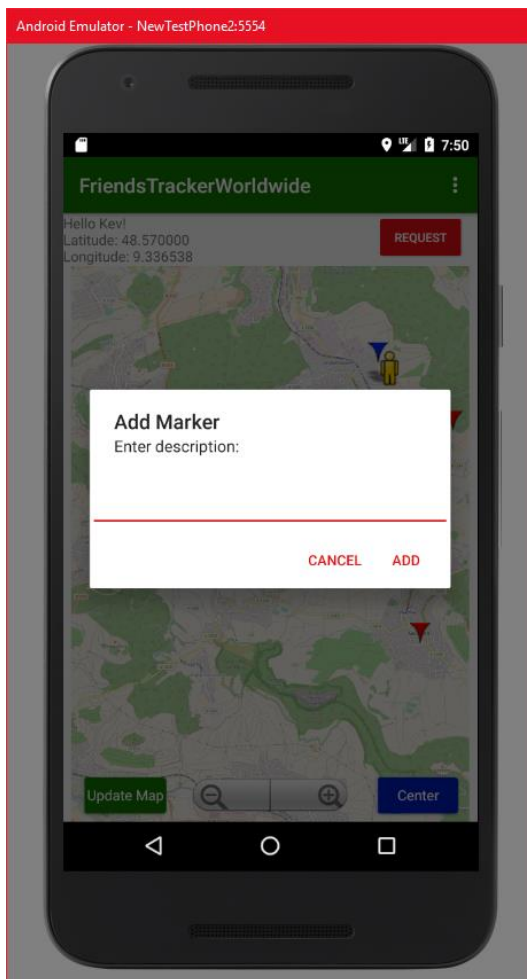 Android Emulator - NewTestPhone2:5554
LTE 7:50
FriendsTrackerWorldwide
Hello Kev!
Latitude: 48.570000
Longitude: 9.336538
REQUEST
Add Marker
Enter description:
CANCEL ADD
Update Map
Center